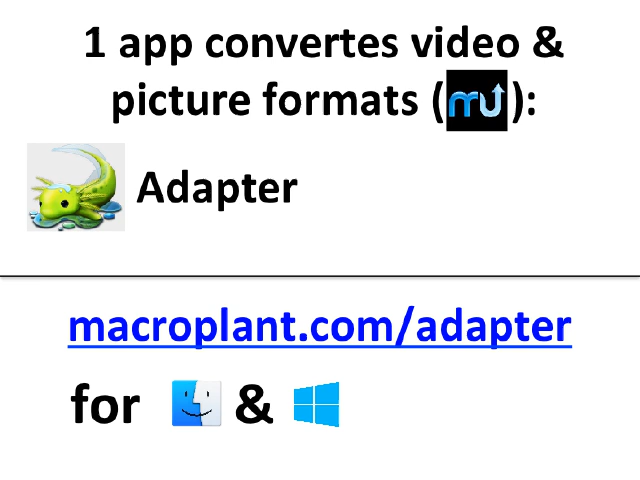 1 app convertes video &
picture formats (mu):
Adapter
macroplant.com/adapter
for &